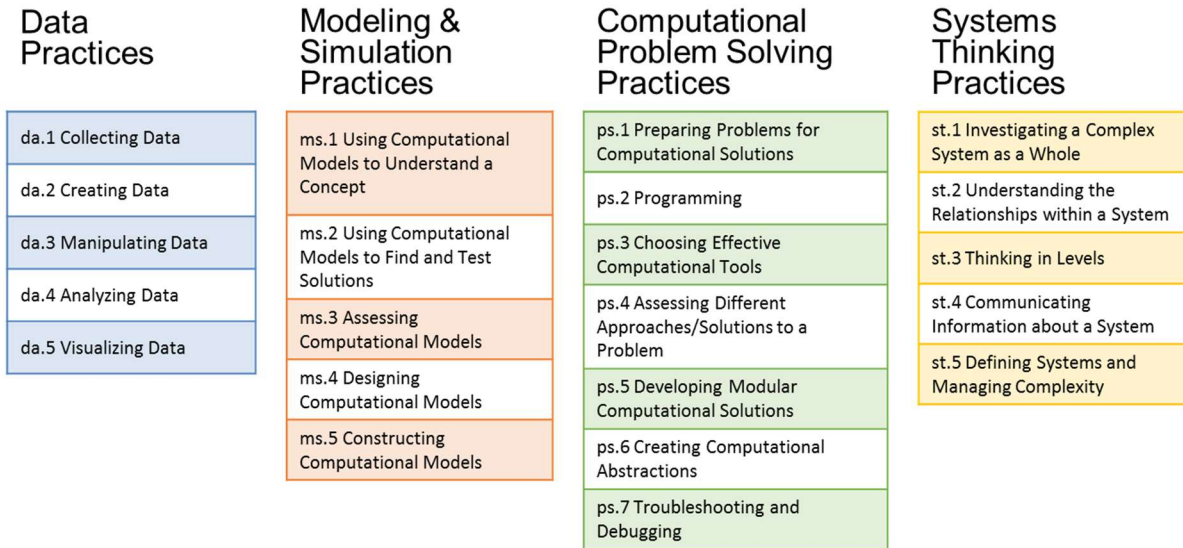 Data
Practices
da.1 Collecting Data
da.2 Creating Data
da.3 Manipulating Data
da.4 Analyzing Data
da.5 Visualizing Data
Modeling &
Simulation
Practices
ms.1 Using Computational
Models to Understand a
Concept
ms.2 Using Computational
Models to Find and Test
Solutions
ms.3 Assessing
Computational Models
ms.4 Designing
Computational Models
ms.5 Constructing
Computational Models
Computational
Problem Solving
Practices
ps.1 Preparing Problems for
Computational Solutions
ps.2 Programming
ps.3 Choosing Effective
Computational Tools
ps.4 Assessing Different
Approaches/Solutions to a
Problem
ps.5 Developing Modular
Computational Solutions
ps.6 Creating Computational
Abstractions
ps.7 Troubleshooting and
Debugging
Systems
Thinking
Practices
st.1 Investigating a Complex
System as a Whole
st.2 Understanding the
Relationships within a System
st.3 Thinking in Levels
st.4 Communicating
Information about a System
st.5 Defining Systems and
Managing Complexity